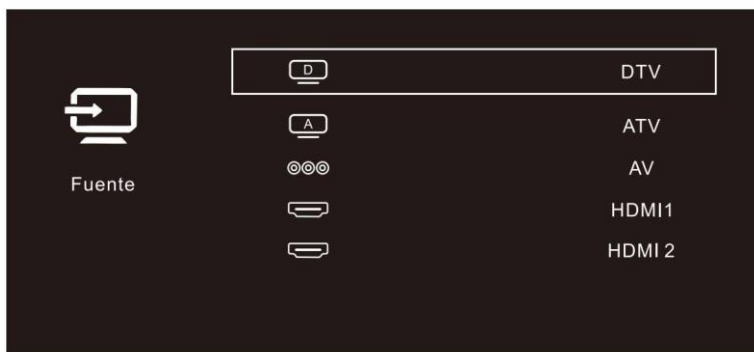 D DTV
A ATV
AV
Fuente
HDMI1
HDMI 2